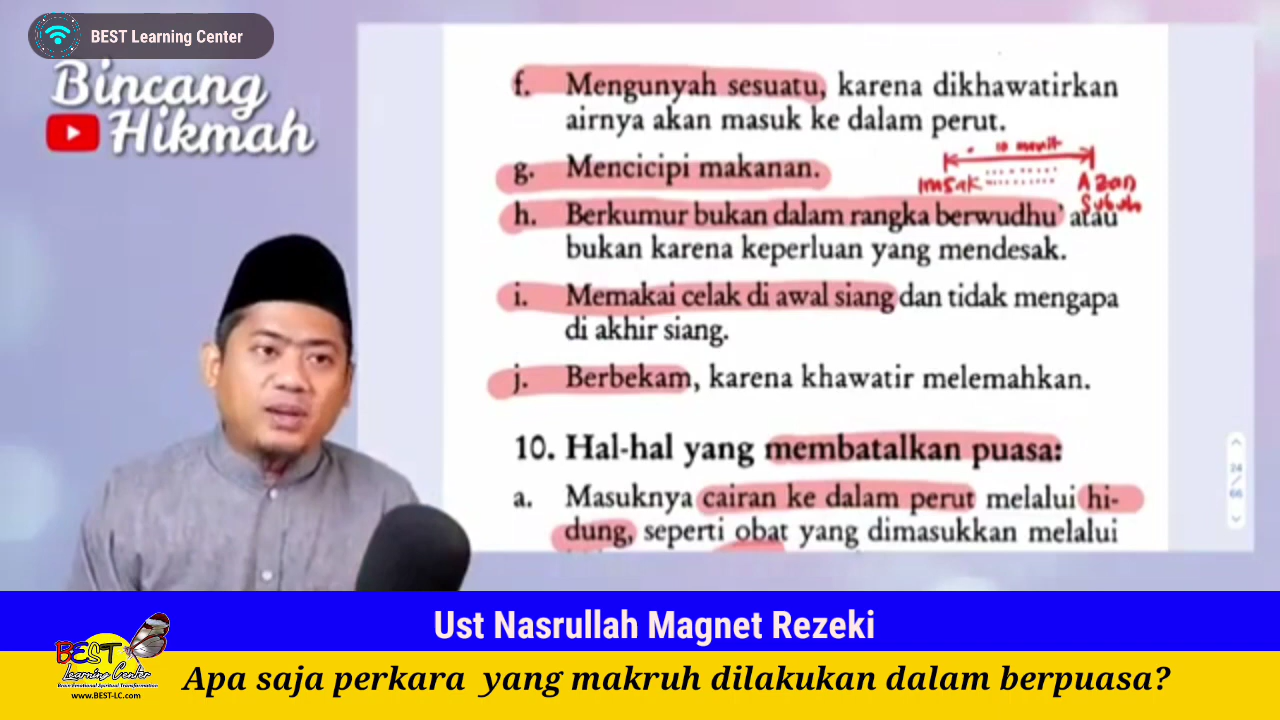 BEST Learning Center
Bincang
Hikmah
f. Mengunyah sesuatu, karena dikhawatirkan
airnya akan masuk ke dalam perut.
10 menit
g. Mencicipi makanan.
Imsak
Azan
Subuh
h. Berkumur bukan dalam rangka berwudhu' atau
bukan karena keperluan yang mendesak.
i. Memakai celak di awal siang dan tidak mengapa
di akhir siang.
j. Berbekam, karena khawatir melemahkan.
10. Hal-hal yang membatalkan puasa:
24
/
66
a. Masuknya cairan ke dalam perut melalui hi-
dung, seperti obat yang dimasukkan melalui
Ust Nasrullah Magnet Rezeki
BEST
Learning Center
www.BEST-LC.com
Apa saja perkara yang makruh dilakukan dalam berpuasa?